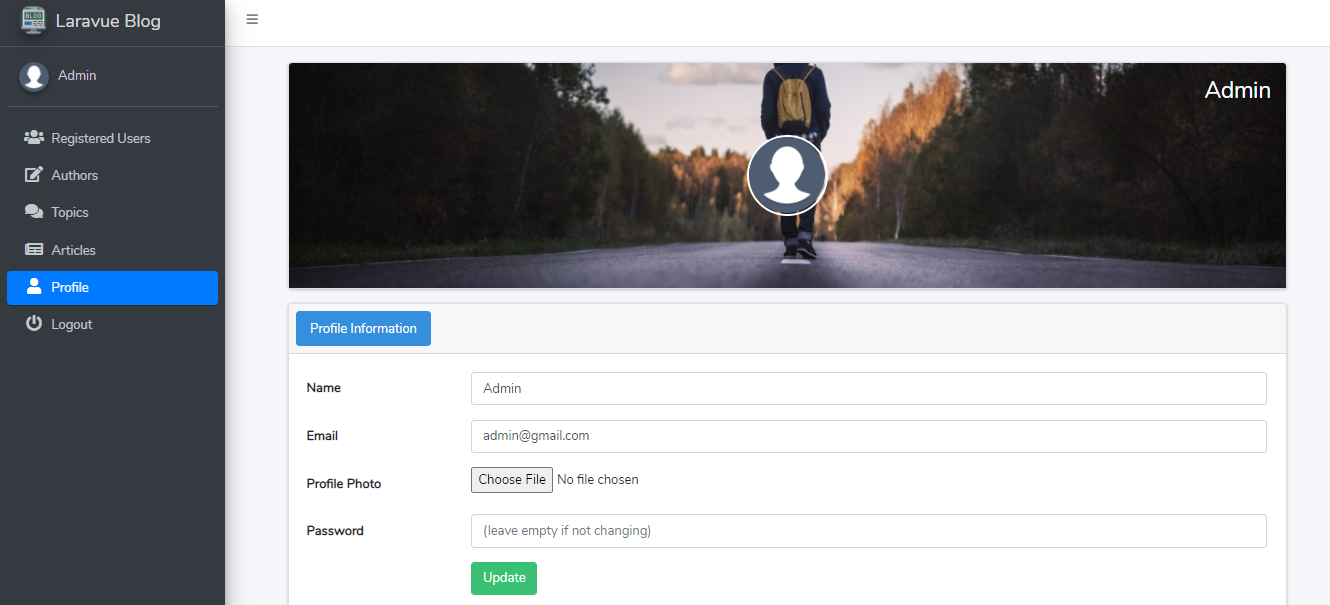 Laravue Blog
Admin
Registered Users
Authors
Topics
Articles
Profile
Logout
Admin
Profile Information
Name
Admin
Email
admin@gmail.com
Profile Photo
Choose File No file chosen
Password
(leave empty if not changing)
Update